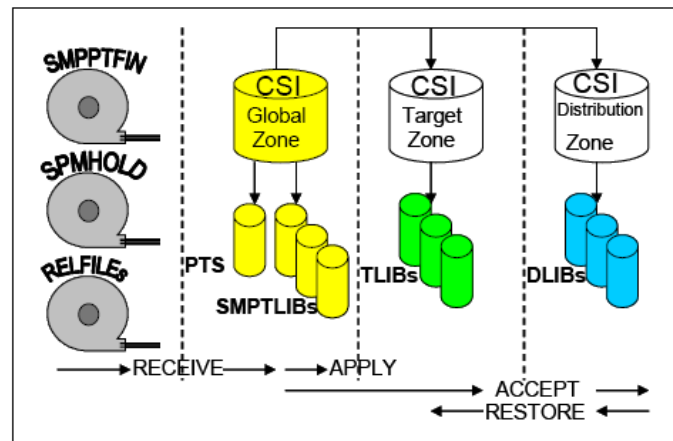 SMPPTFIN
SPMHOLD
RELFILEs
CSI
Global
Zone
CSI
Target
Zone
CSI
Distribution
Zone
PTS
SMPTLIBs
TLIBs
DLIBs
RECEIVE
APPLY
ACCEPT
RESTORE